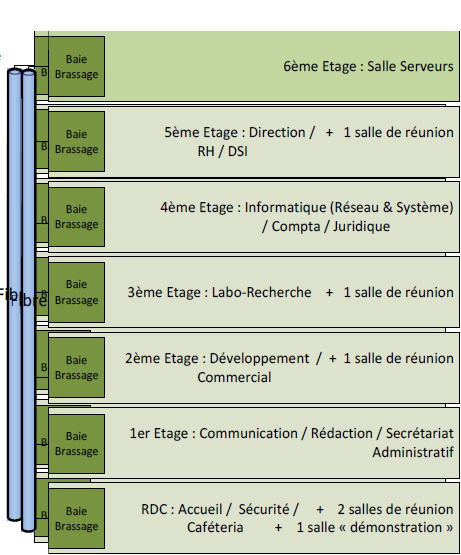 Baie
Brassage
6ème Etage : Salle Serveurs
B
Baie
Brassage
5ème Etage : Direction / + 1 salle de réunion
RH / DSI
B
Baie
Brassage
4ème Etage : Informatique (Réseau & Système)
/ Compta / Juridique
B
Baie
Brassage
3ème Etage : Labo-Recherche + 1 salle de réunion
B
Fibre
Baie
Brassage
2ème Etage : Développement / + 1 salle de réunion
Commercial
B
Baie
Brassage
1er Etage : Communication / Rédaction / Secrétariat
Administratif
B
Baie
Brassage
RDC : Accueil / Sécurité / + 2 salles de réunion
Caféteria + 1 salle « démonstration »
B